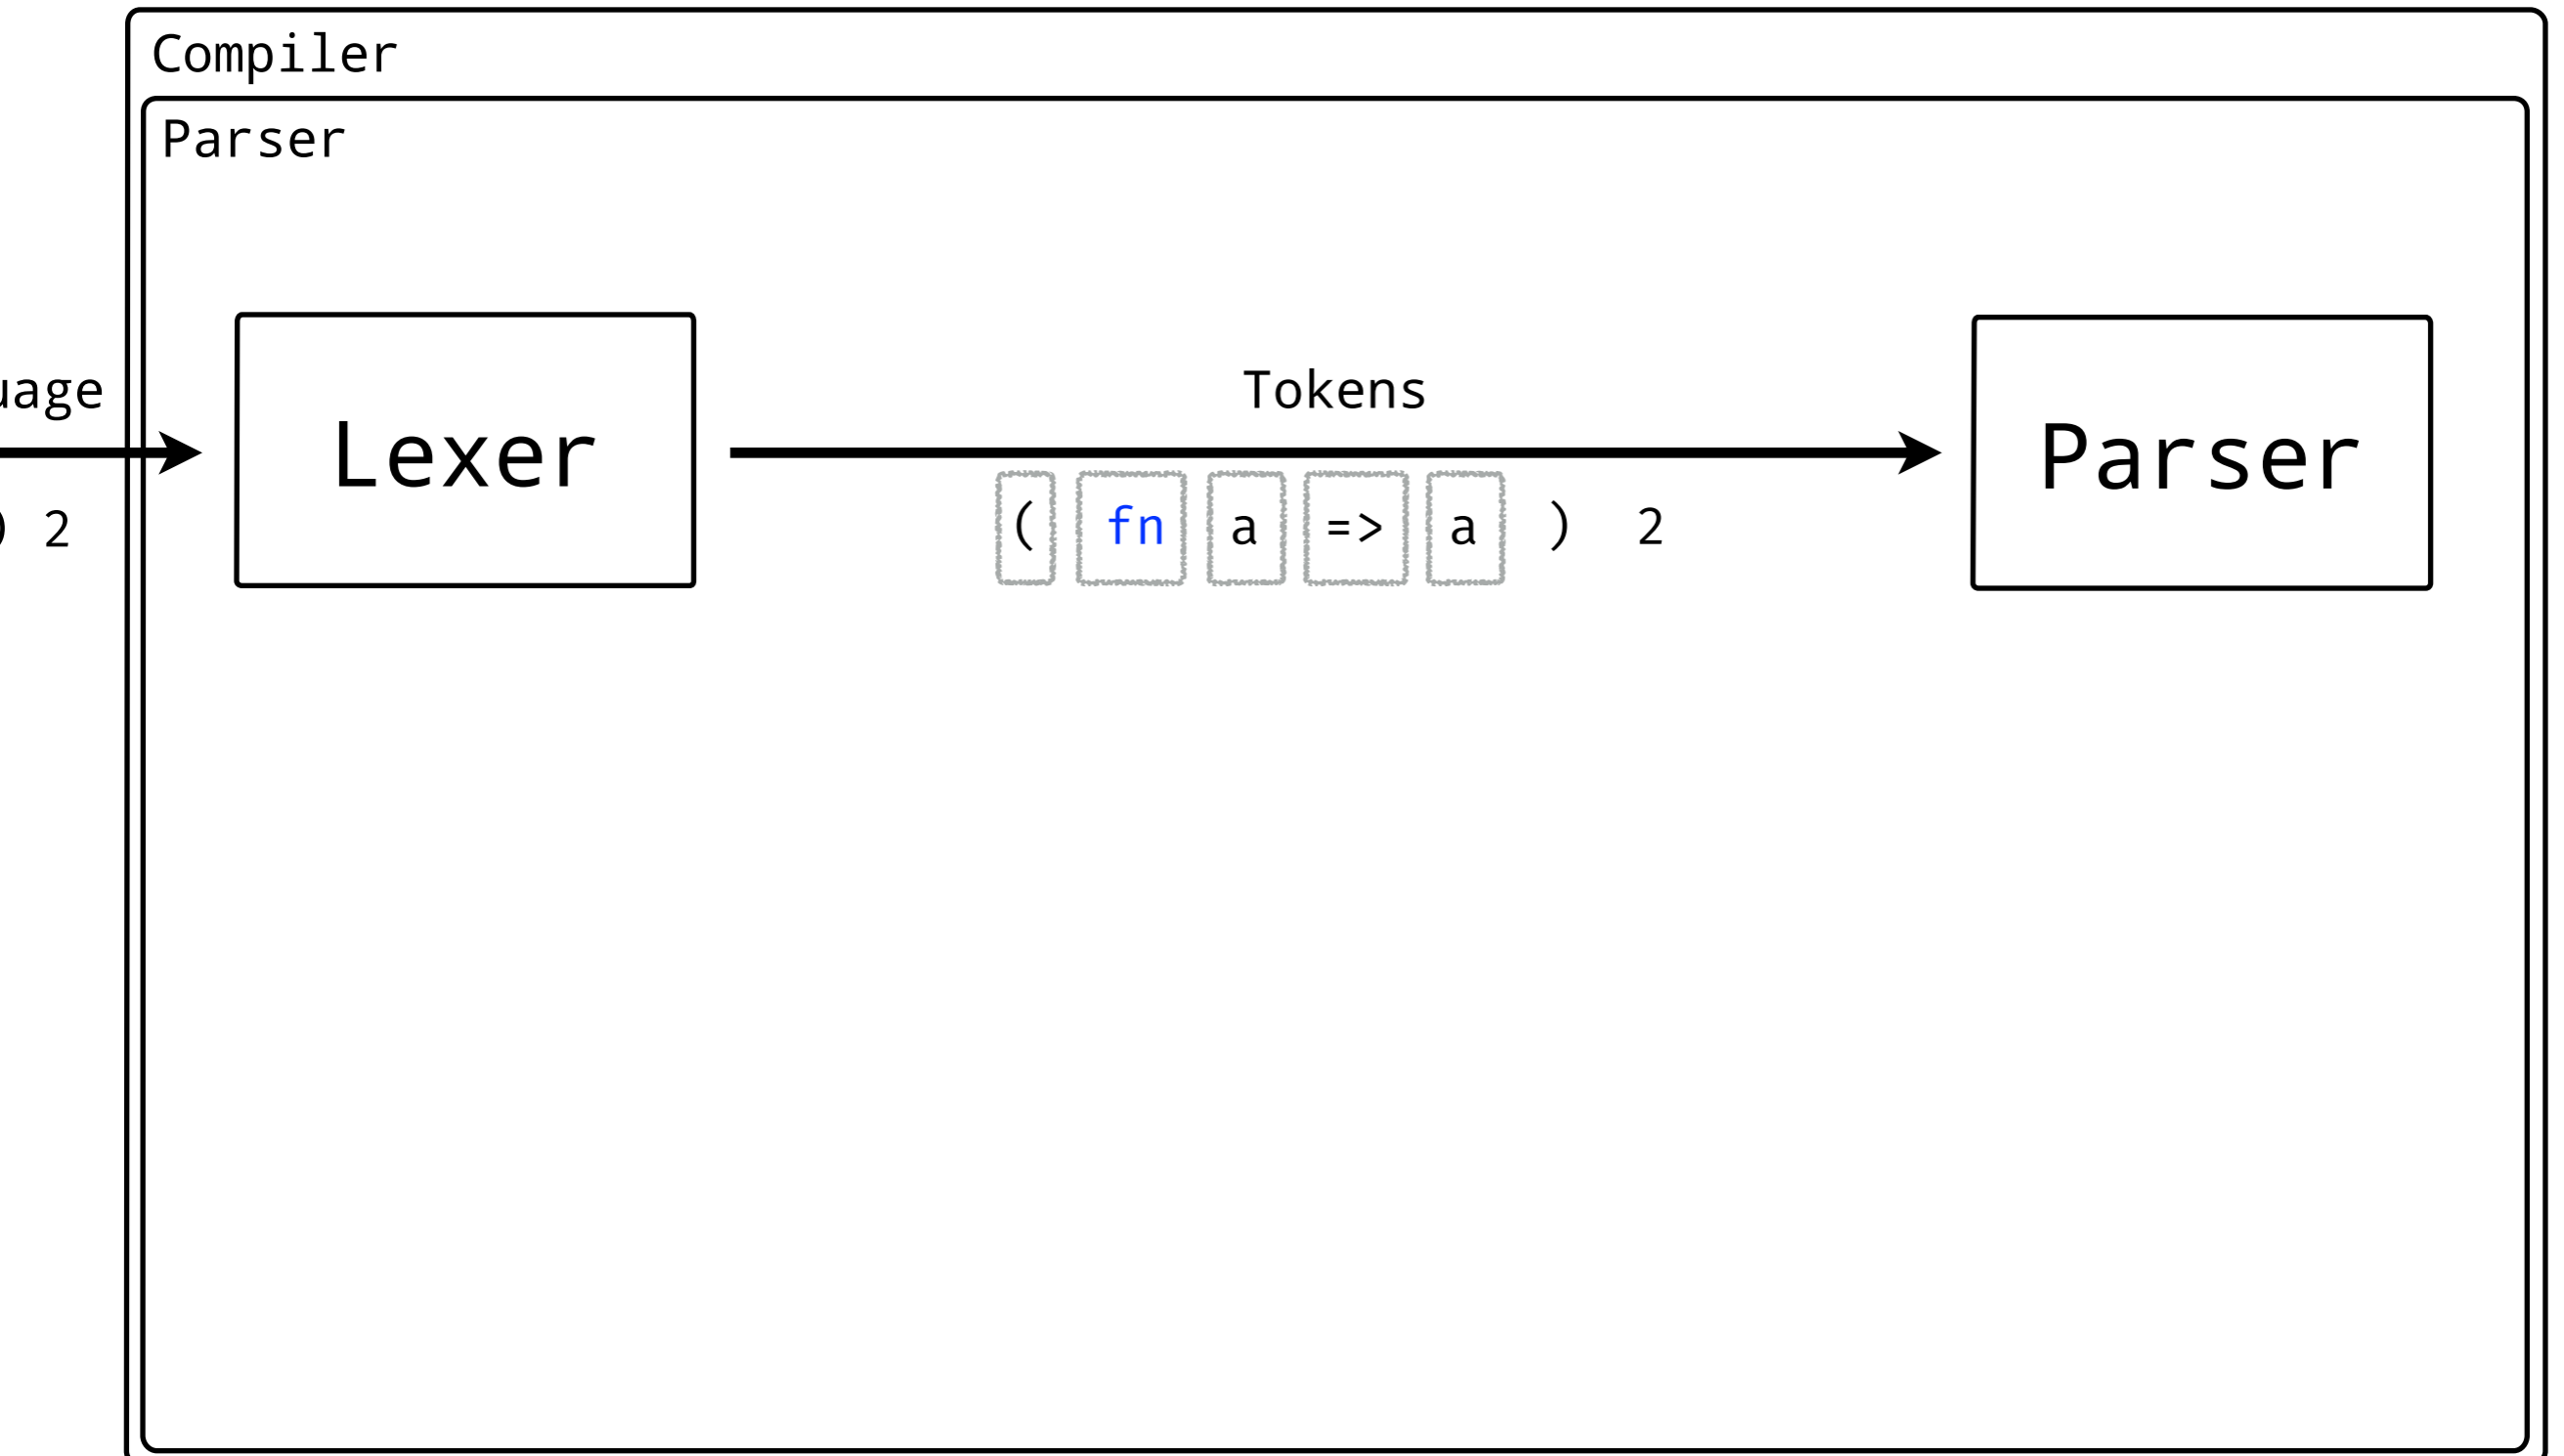 Compiler
Parser
uage
Tokens
Lexer
Parser
) 2
( fn a => a ) 2